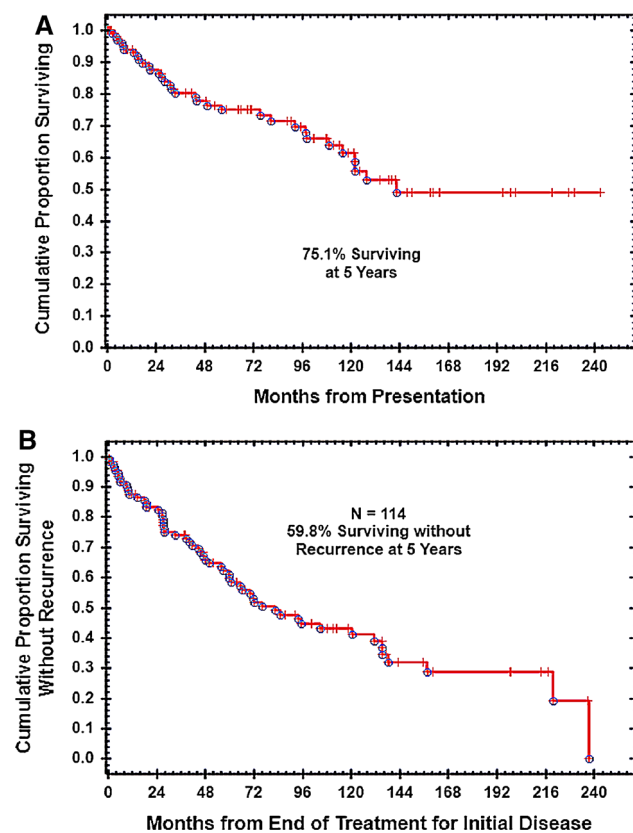 A
Cumulative Proportion Surviving
1.0
0.9
0.8
0.7
0.6
0.5
0.4
0.3
0.2
0.1
0.0
75.1% Surviving
at 5 Years
0 24 48 72 96 120 144 168 192 216 240
Months from Presentation
B
Cumulative Proportion Surviving
Without Recurrence
1.0
0.9
0.8
0.7
0.6
0.5
0.4
0.3
0.2
0.1
0.0
N = 114
59.8% Surviving without
Recurrence at 5 Years
0 24 48 72 96 120 144 168 192 216 240
Months from End of Treatment for Initial Disease